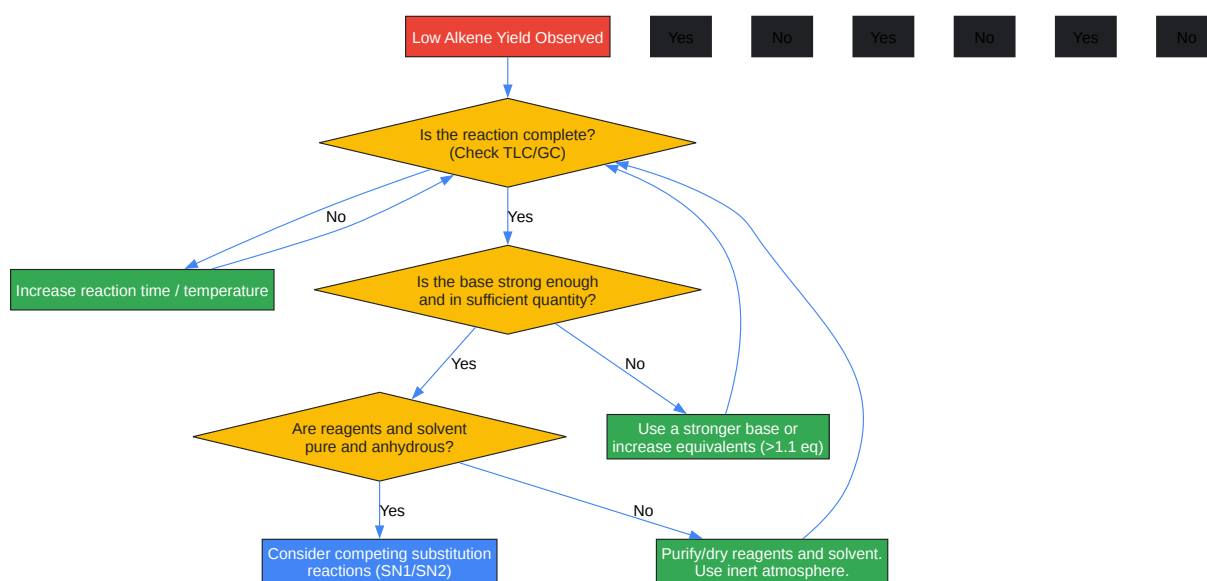 Low Alkene Yield Observed
Yes
No
Yes
No
Yes
No
Is the reaction complete?
(Check TLC/GC)
No
Yes
Increase reaction time / temperature
Is the base strong enough
and in sufficient quantity?
Yes
No
Are reagents and solvent
pure and anhydrous?
Use a stronger base or
increase equivalents (>1.1 eq)
Yes
No
Consider competing substitution
reactions (SN1/SN2)
Purify/dry reagents and solvent.
Use inert atmosphere.